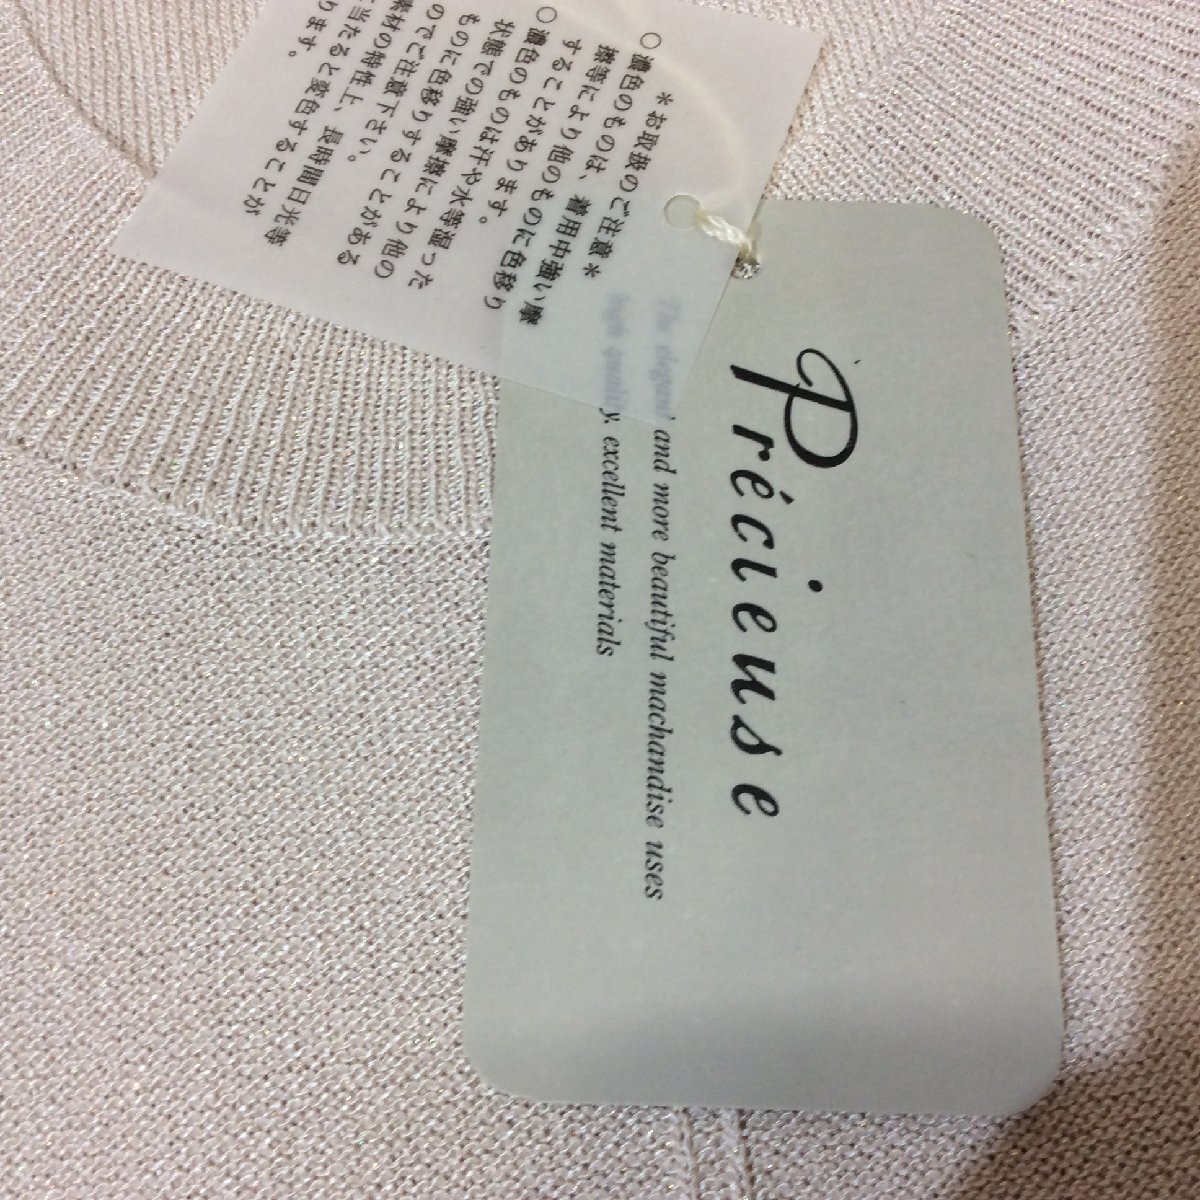 ＊お取扱のご注意＊
○ 濃色のものは、着用中強い摩
擦等により他のものに色移り
することがあります。
○ 濃色のものは汗や水等湿った
状態での強い摩擦により他の
ものに色移りすることがある
のでご注意下さい。
素材の特性上、長時間日光等
に当たると変色することが
ります。
Précieuse
The elegant and more beautiful machandise uses
high quality, excellent materials